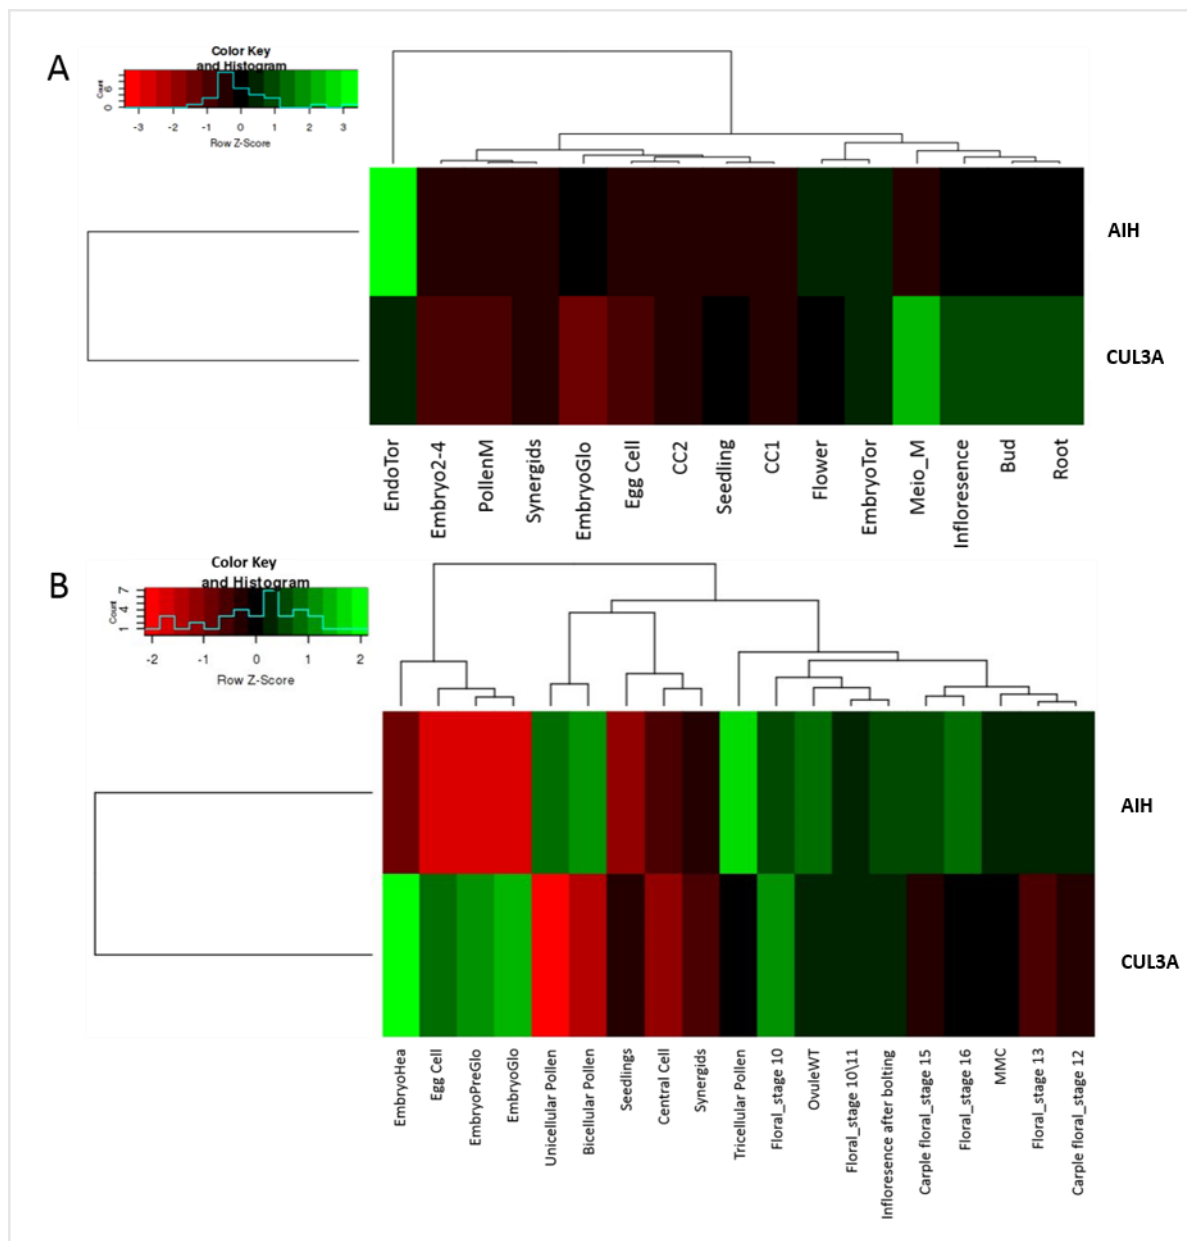 A
Color Key
and Histogram
Count
0 6
-3 -2 -1 0 1 2 3
Row Z-Score
AIH
CUL3A
EndoTor
Embryo2-4
PollenM
Synergids
EmbryoGlo
Egg Cell
CC2
Seedling
CC1
Flower
EmbryoTor
Meio_M
Infloresence
Bud
Root
B
Color Key
and Histogram
Count
1 4 7
-2 -1 0 1 2
Row Z-Score
AIH
CUL3A
EmbryoHea
Egg Cell
EmbryoPreGlo
EmbryoGlo
Unicellular Pollen
Bicellular Pollen
Seedlings
Central Cell
Synergids
Tricellular Pollen
Floral_stage 10
OvuleWT
Floral_stage 10\11
Infloresence after bolting
Carple floral_stage 15
Floral_stage 16
MMC
Floral_stage 13
Carple floral_stage 12